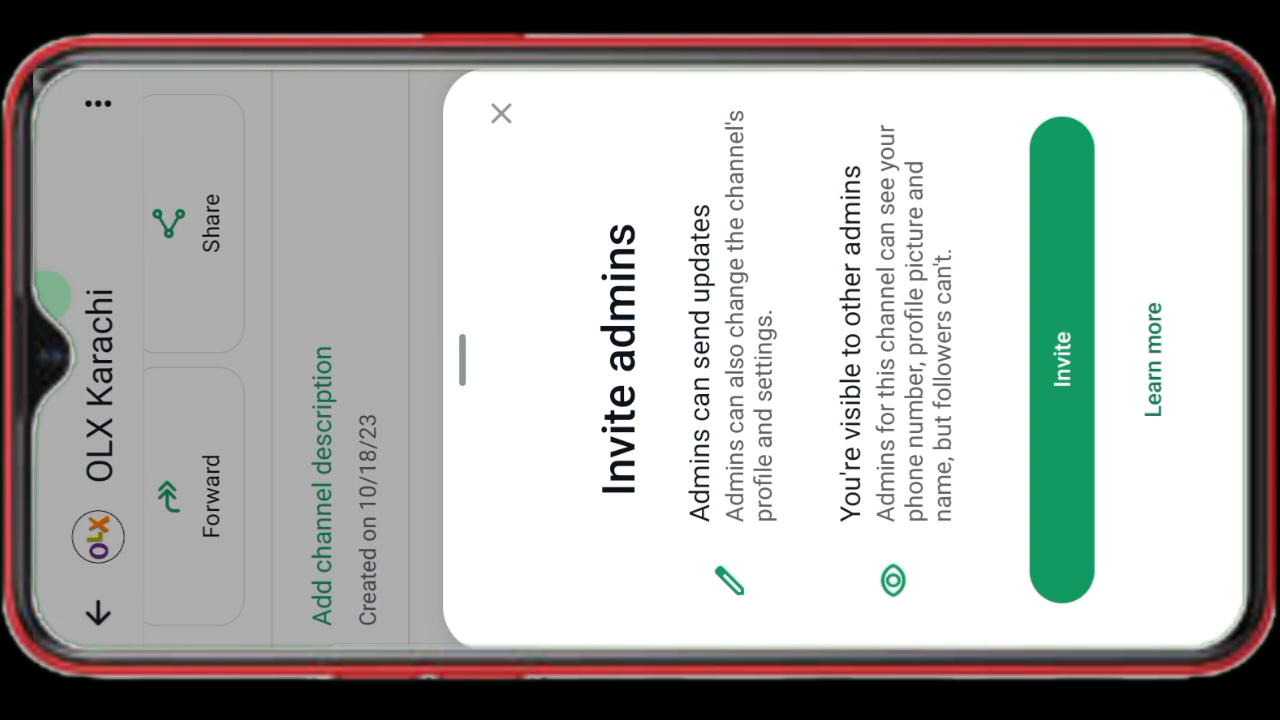 OLX
OLX Karachi
Forward
Share
Add channel description
Created on 10/18/23
Invite admins
Admins can send updates
Admins can also change the channel's
profile and settings.
You're visible to other admins
Admins for this channel can see your
phone number, profile picture and
name, but followers can't.
Invite
Learn more